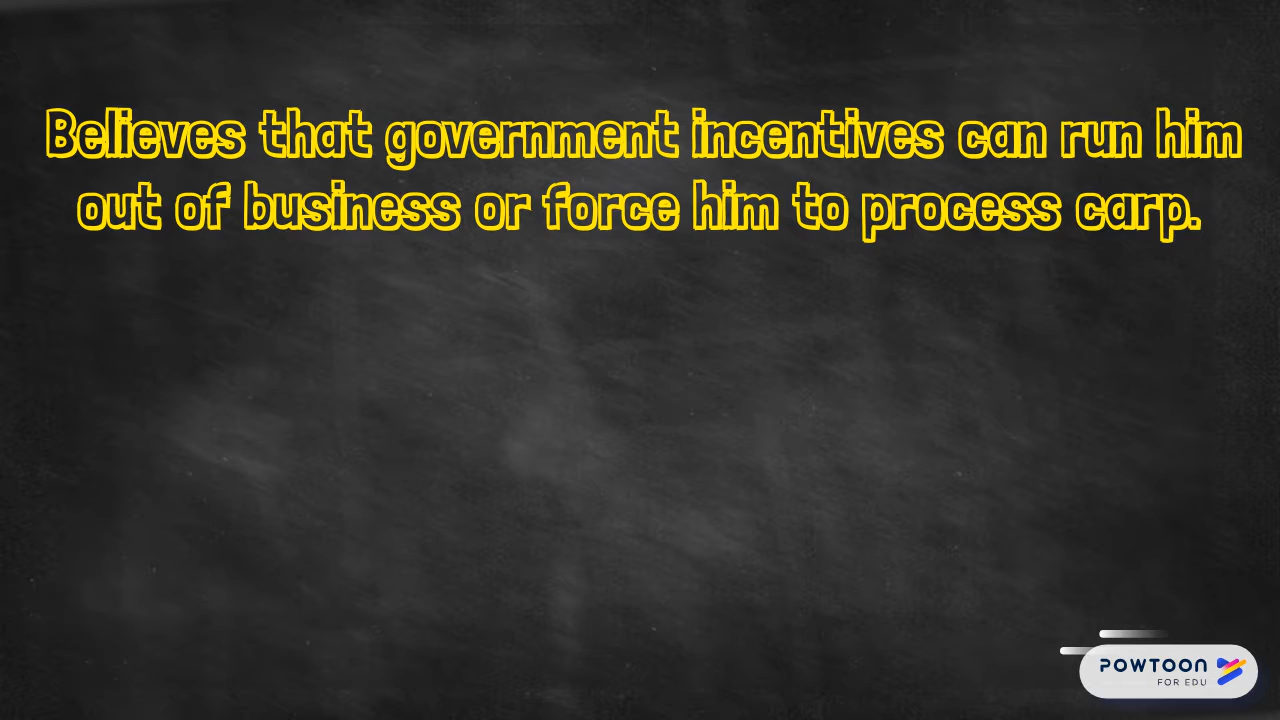 Believes that government incentives can run him
out of business or force him to process carp.
POWTOON
FOR EDU